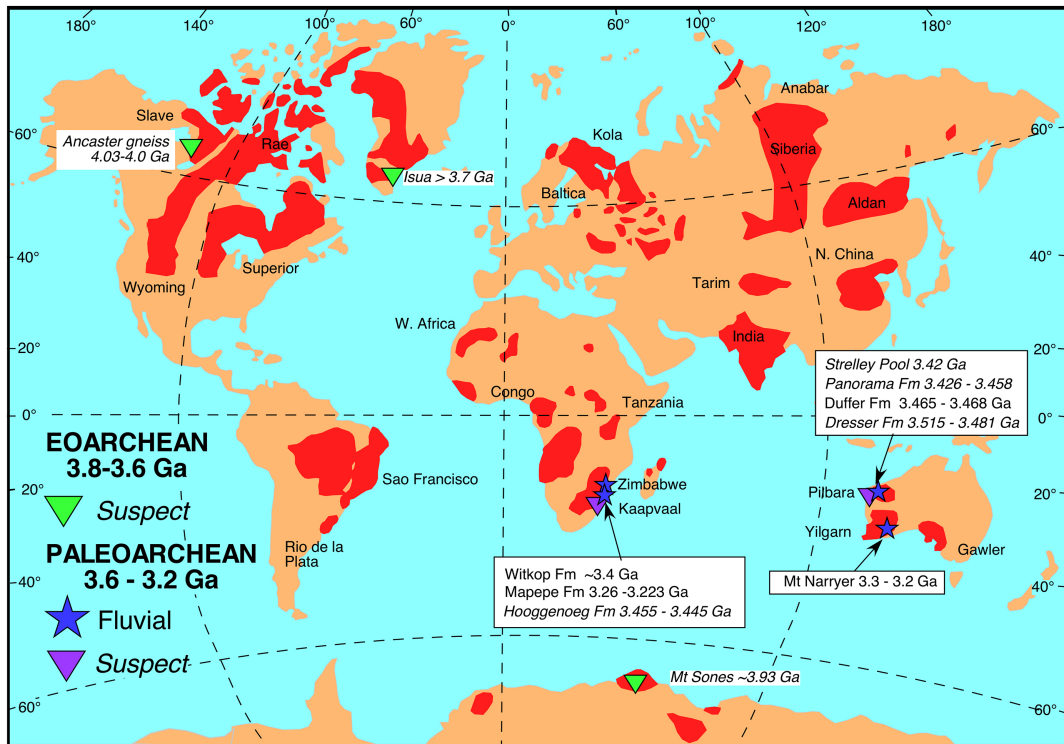 180° 140° 100° 60° 0° 60° 100° 140° 180°
Anabar
Slave
Kola
60°
60°
Ancaster gneiss
4.03-4.0 Ga
Rae
Siberia
Isua > 3.7 Ga
Baltica
Aldan
40°
40°
Superior
N. China
Wyoming
Tarim
W. Africa
India
20°
20°
Strelley Pool 3.42 Ga
Panorama Fm 3.426 - 3.458
Duffer Fm 3.465 - 3.468 Ga
Dresser Fm 3.515 - 3.481 Ga
Congo
Tanzania
0°
0°
EOARCHEAN
3.8-3.6 Ga
Suspect
Sao Francisco
Zimbabwe
Kaapvaal
20°
Pilbara
20°
PALEOARCHEAN
3.6 - 3.2 Ga
Fluvial
Suspect
Rio de la
Plata
Yilgarn
Gawler
40°
40°
Witkop Fm ~3.4 Ga
Mapepe Fm 3.26 -3.223 Ga
Hooggenoeg Fm 3.455 - 3.445 Ga
Mt Narryer 3.3 - 3.2 Ga
Mt Sones ~3.93 Ga
60°
60°